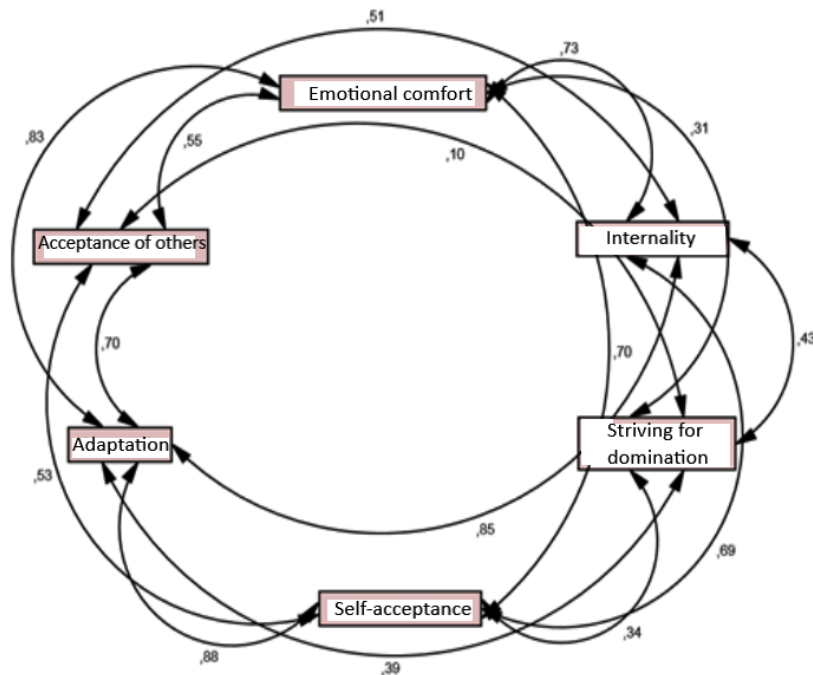 ,51
,73
Emotional comfort
,83
,55
,31
,10
Acceptance of others
Internality
,70
,70
,43
Adaptation
Striving for
domination
,53
,85
,69
Self-acceptance
,88
,34
,39